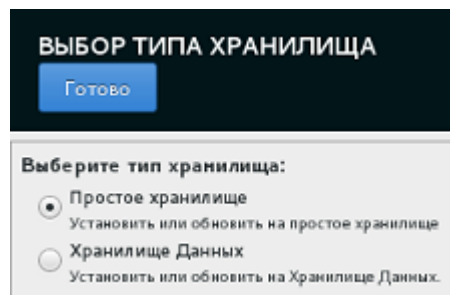 ВЫБОР ТИПА ХРАНИЛИЩА
Готово
Выберите тип хранилища:
Простое хранилище
Установить или обновить на простое хранилище
Хранилище Данных
Установить или обновить на Хранилище Данных.